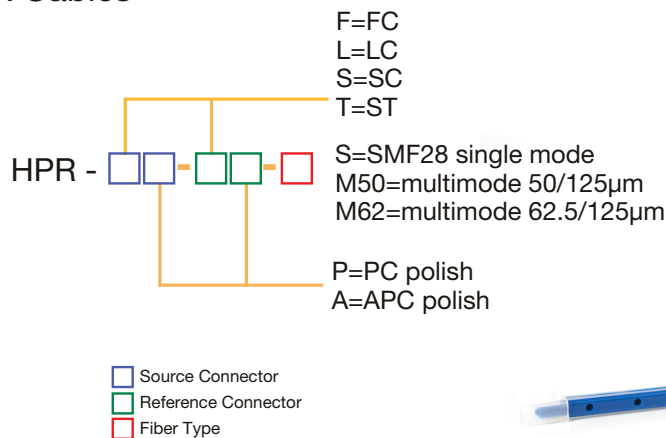 F=FC
L=LC
S=SC
T=ST
HPR -
S=SMF28 single mode
M50=multimode 50/125µm
M62=multimode 62.5/125µm
P=PC polish
A=APC polish
Source Connector
Reference Connector
Fiber Type